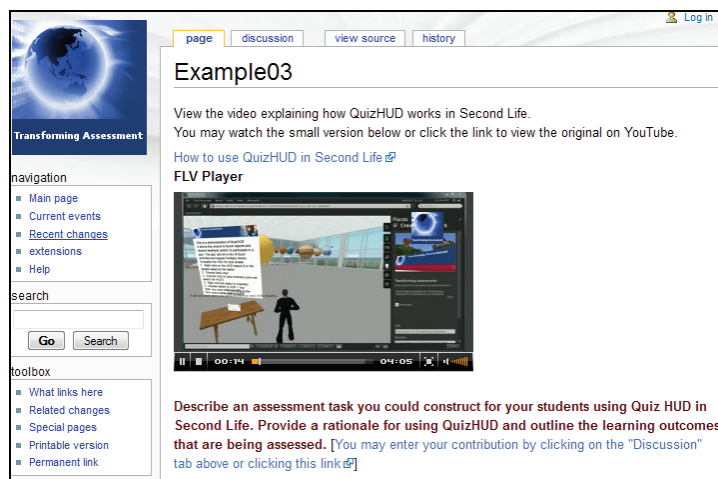 Log in
page
discussion
view source
history
Transforming Assessment
Example03
View the video explaining how QuizHUD works in Second Life.
You may watch the small version below or click the link to view the original on YouTube.
How to use QuizHUD in Second Life
FLV Player
00:14
04:05
Describe an assessment task you could construct for your students using Quiz HUD in
Second Life. Provide a rationale for using QuizHUD and outline the learning outcomes
that are being assessed. [You may enter your contribution by clicking on the "Discussion"
tab above or clicking this link]
navigation
Main page
Current events
Recent changes
extensions
Help
search
Go
Search
toolbox
What links here
Related changes
Special pages
Printable version
Permanent link